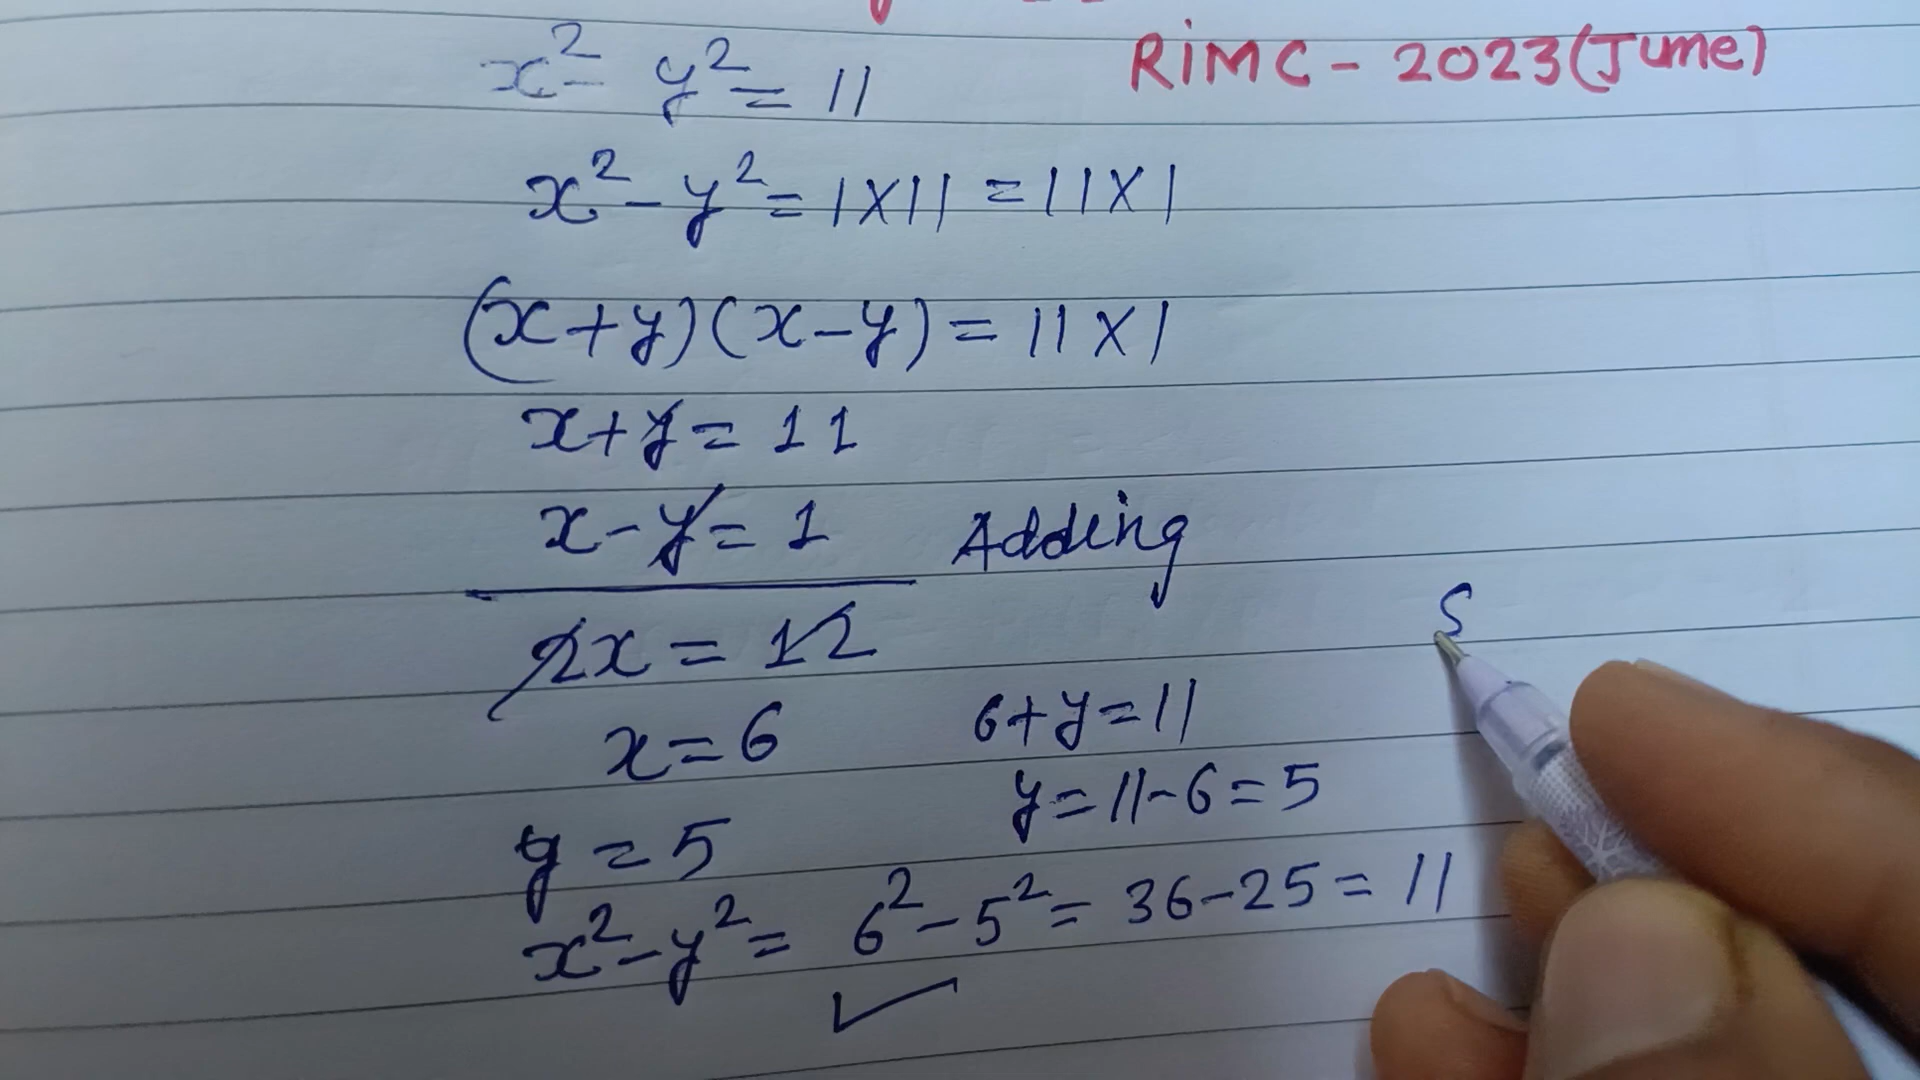 x² - y² = 11
RIMC - 2023 (June)
x² - y² = 1×11 = 11×1
(x+y)(x-y) = 11×1
x+y = 11
x-y = 1 Adding
2x = 12
x = 6
6+y = 11
y = 11-6 = 5
y = 5
x² - y² = 6² - 5² = 36-25 = 11
S